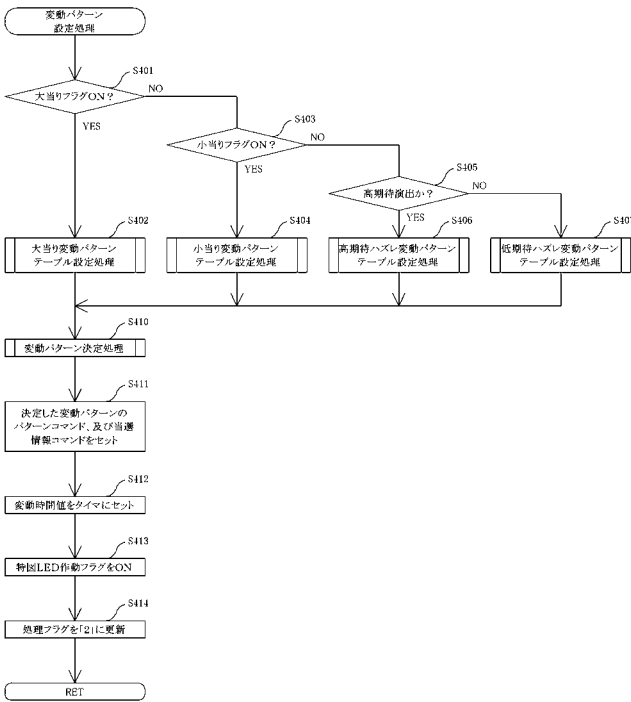 変動パターン
設定処理
S401
大当りフラグON？
NO
YES
S403
小当りフラグON？
NO
YES
S405
高期待演出か？
NO
YES
S402
大当り変動パターン
テーブル設定処理
S404
小当り変動パターン
テーブル設定処理
S406
高期待ハズレ変動パターン
テーブル設定処理
S407
低期待ハズレ変動パターン
テーブル設定処理
S410
変動パターン決定処理
S411
決定した変動パターンの
パターンコマンド、及び当選
情報コマンドをセット
S412
変動時間値をタイマにセット
S413
特図LED作動フラグをON
S414
処理フラグを「2」に更新
RET